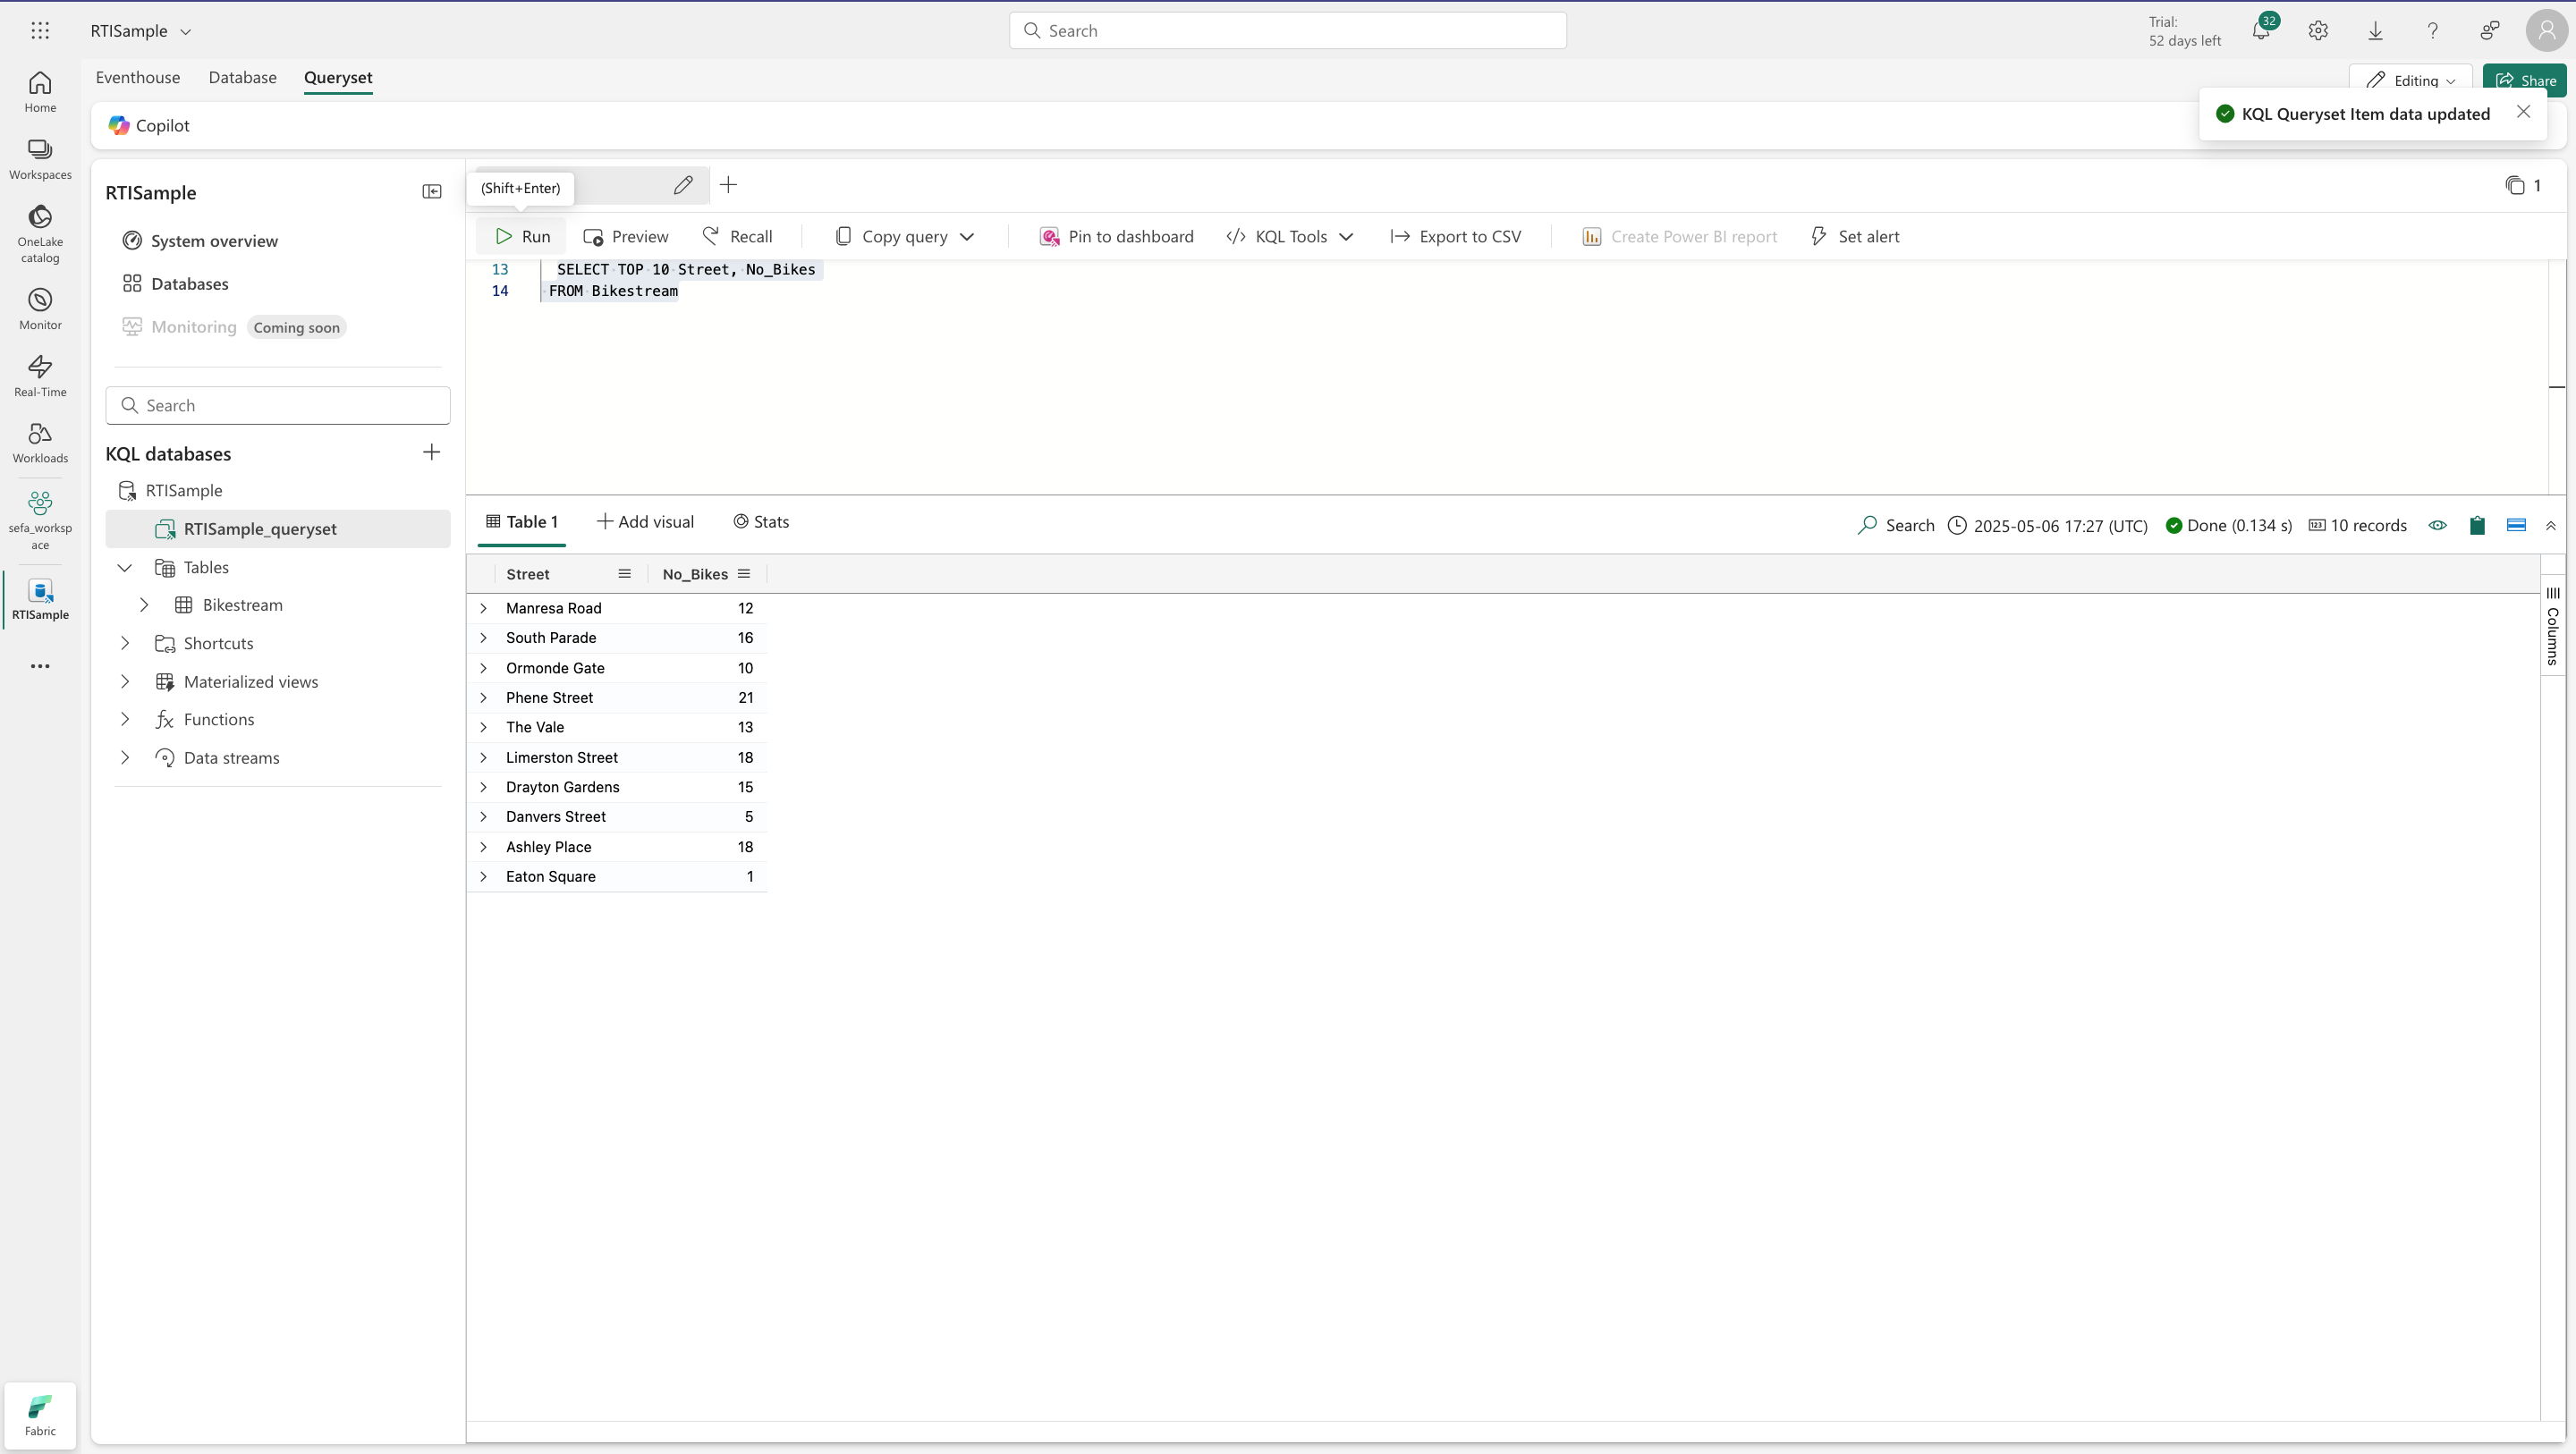 RTISample
Search
Trial:
52 days left
32
Home
Workspaces
OneLake
catalog
Monitor
Real-Time
Workloads
sefa_worksp
ace
RTISample
Fabric
Eventhouse Database Queryset
Editing
Share
Copilot
KQL Queryset Item data updated
RTISample
System overview
Databases
Monitoring Coming soon
Search
KQL databases
RTISample
RTISample_queryset
Tables
Bikestream
Shortcuts
Materialized views
Functions
Data streams
(Shift+Enter)
1
Run Preview Recall Copy query Pin to dashboard KQL Tools Export to CSV Create Power BI report Set alert
13 SELECT TOP 10 Street, No_Bikes
14 FROM Bikestream
Table 1 Add visual Stats
Search 2025-05-06 17:27 (UTC) Done (0.134 s) 10 records
Street No_Bikes
Manresa Road 12
South Parade 16
Ormonde Gate 10
Phene Street 21
The Vale 13
Limerston Street 18
Drayton Gardens 15
Danvers Street 5
Ashley Place 18
Eaton Square 1
Columns